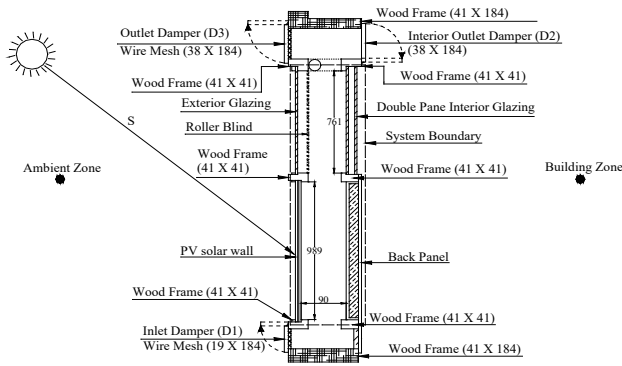 Wood Frame (41 X 184)
Outlet Damper (D3)
Wire Mesh (38 X 184)
Interior Outlet Damper (D2)
(38 X 184)
Wood Frame (41 X 41)
Wood Frame (41 X 41)
Exterior Glazing
Double Pane Interior Glazing
Roller Blind
761
S
System Boundary
Wood Frame
(41 X 41)
Ambient Zone
Wood Frame (41 X 41)
Building Zone
PV solar wall
989
Back Panel
90
Wood Frame (41 X 41)
Wood Frame (41 X 41)
Inlet Damper (D1)
Wire Mesh (19 X 184)
Wood Frame (41 X 184)